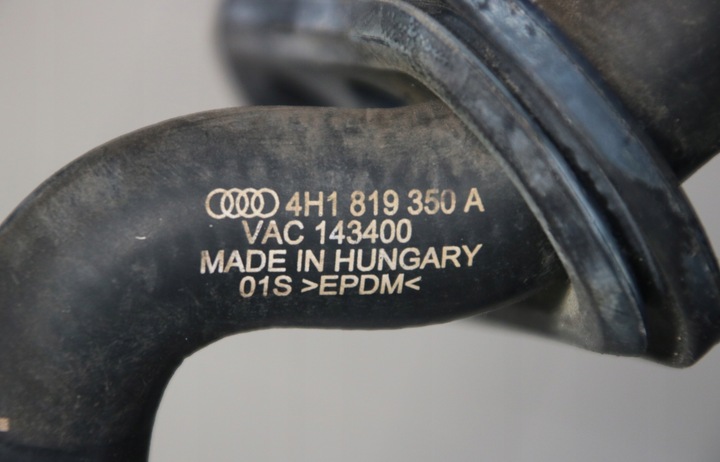 4H1 819 350 A
VAC 143400
MADE IN HUNGARY
01S >EPDM<